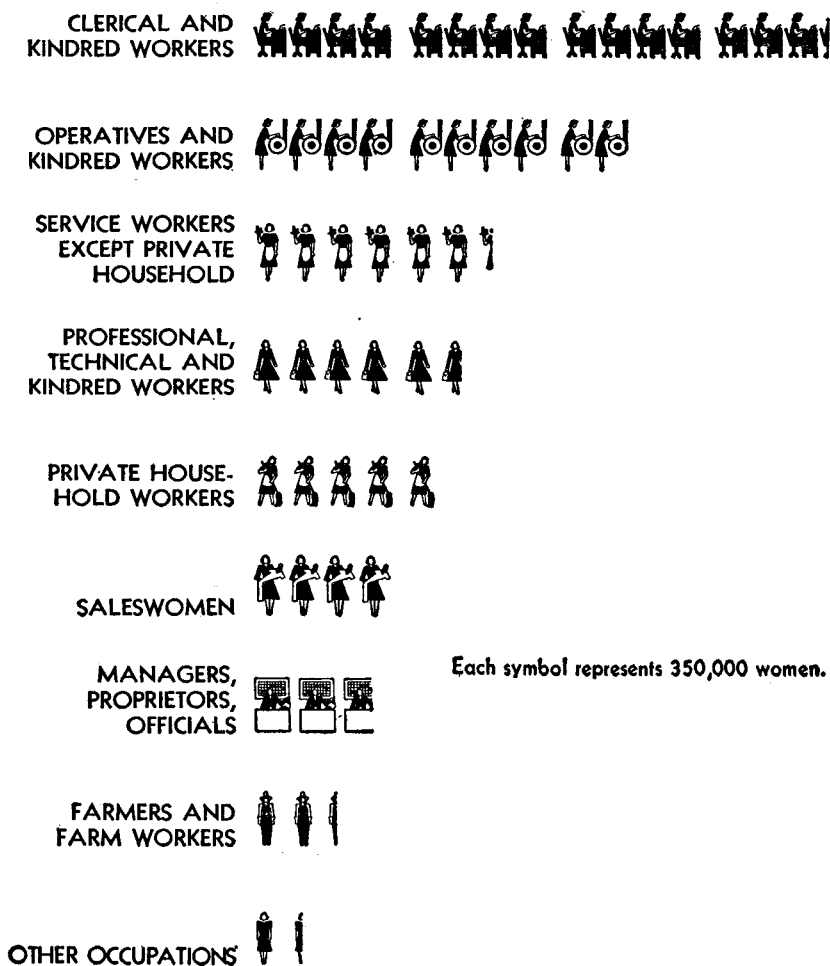 CLERICAL AND
KINDRED WORKERS
OPERATIVES AND
KINDRED WORKERS
SERVICE WORKERS
EXCEPT PRIVATE
HOUSEHOLD
PROFESSIONAL,
TECHNICAL AND
KINDRED WORKERS
PRIVATE HOUSE-
HOLD WORKERS
SALESWOMEN
Each symbol represents 350,000 women.
MANAGERS,
PROPRIETORS,
OFFICIALS
FARMERS AND
FARM WORKERS
OTHER OCCUPATIONS